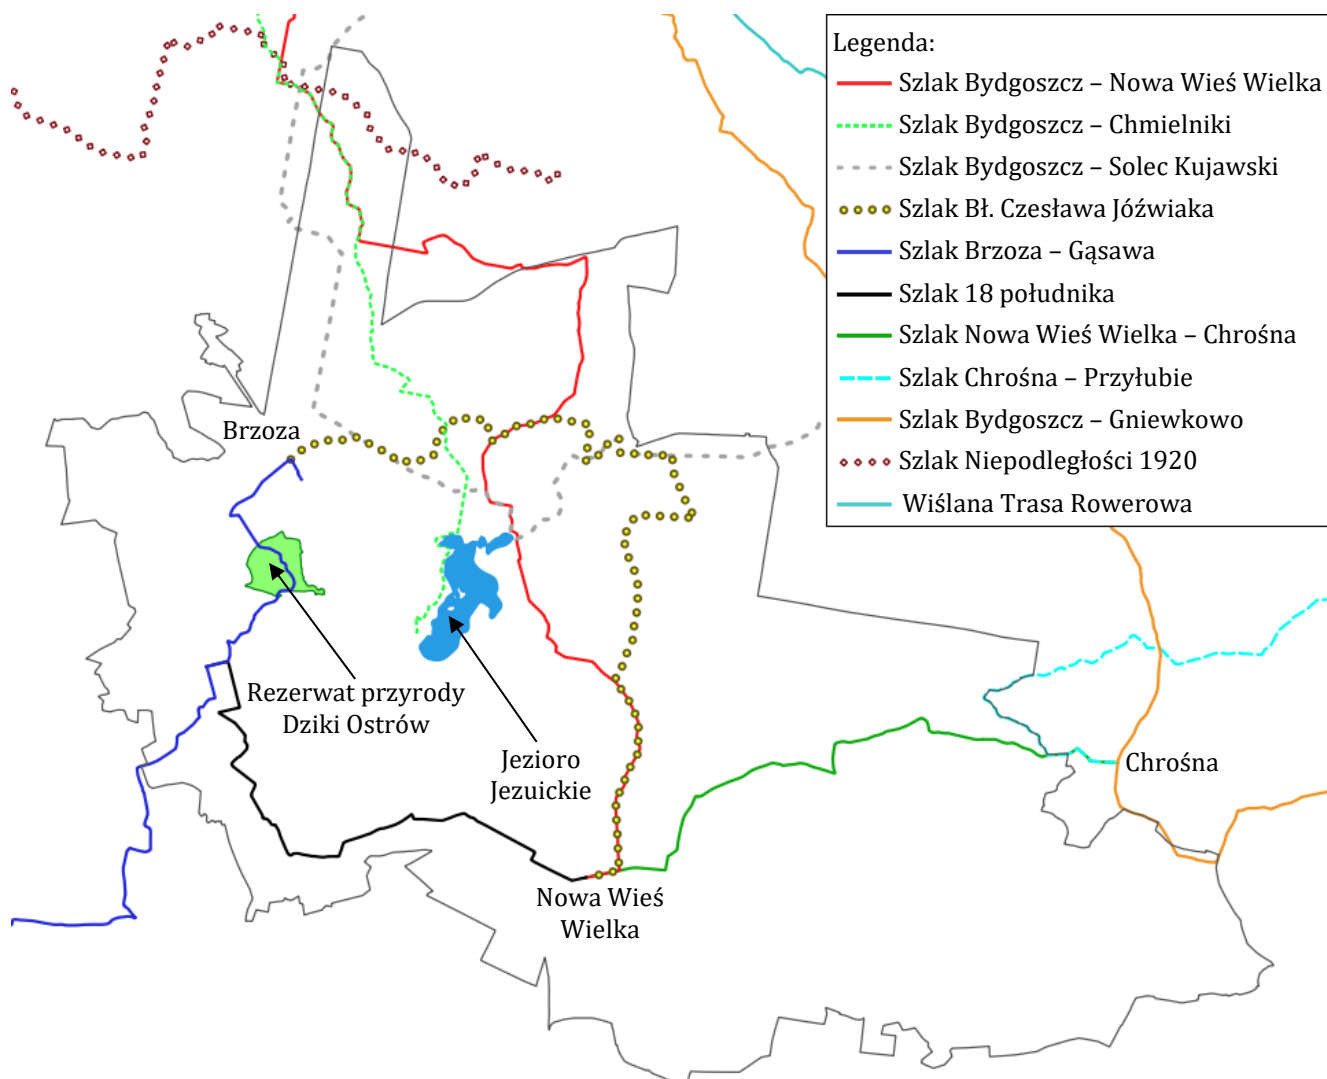 Legenda:
Szlak Bydgoszcz – Nowa Wieś Wielka
Szlak Bydgoszcz – Chmielniki
Szlak Bydgoszcz – Solec Kujawski
Szlak Bł. Czesława Jóźwiaka
Szlak Brzoza – Gąsawa
Szlak 18 południka
Szlak Nowa Wieś Wielka – Chrośna
Szlak Chrośna – Przyłubie
Szlak Bydgoszcz – Gniewkowo
Szlak Niepodległości 1920
Wiślana Trasa Rowerowa
Brzoza
Rezerwat przyrody
Dziki Ostrów
Jezioro
Jezuickie
Chrośna
Nowa Wieś
Wielka